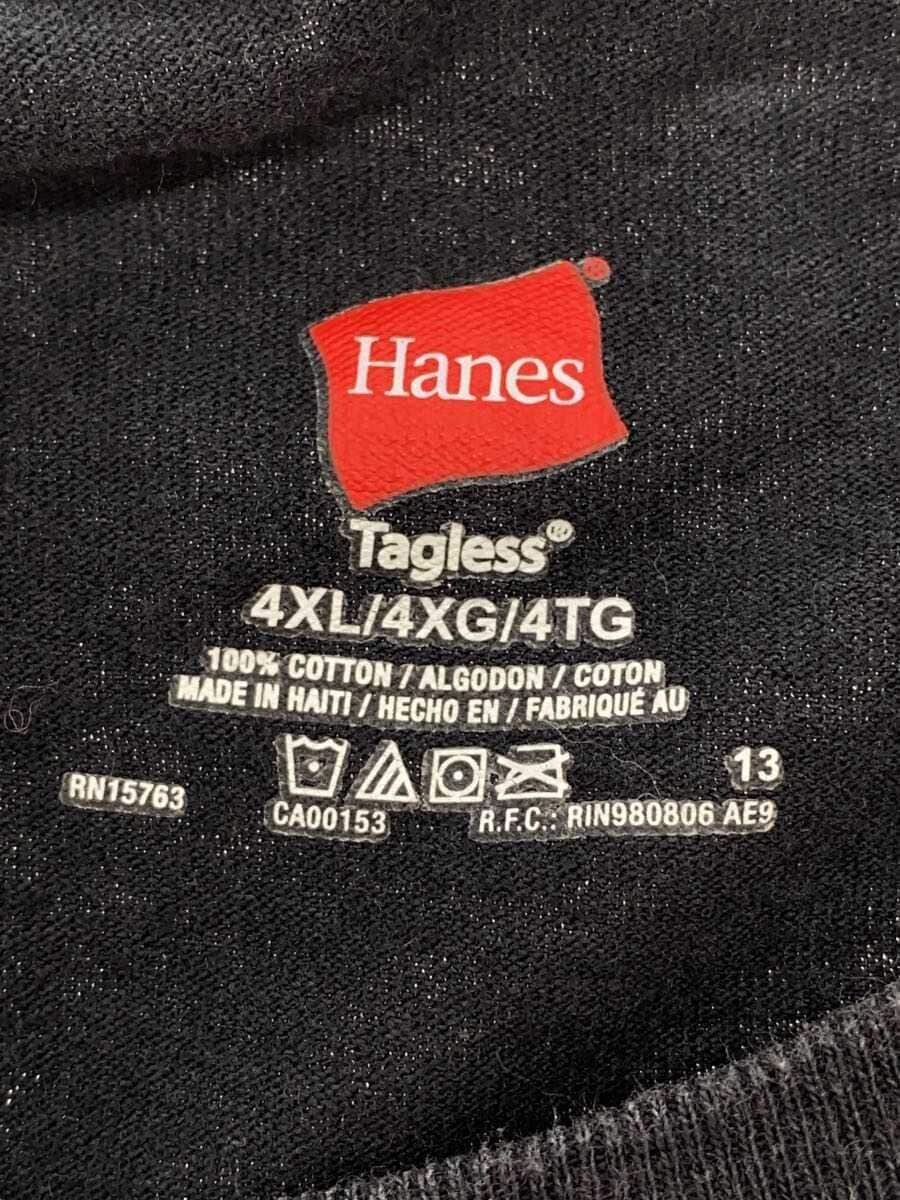 Hanes®
Tagless®
4XL/4XG/4TG
100% COTTON / ALGODON / COTON
MADE IN HAITI / HECHO EN / FABRIQUÉ AU
13
RN15763
CA00153
R.F.C.: RIN980806 AE9